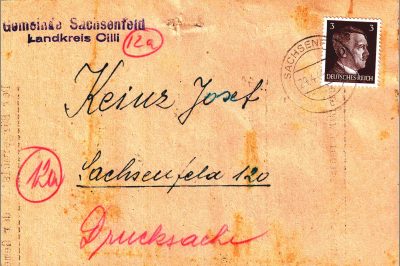 Gemeinde Sachsenfeld
Landkreis Cilli
12a
3 3
DEUTSCHES REICH
SACHSENF
Keinz Josef
12a
Sachsenfeld 120
Drucksache